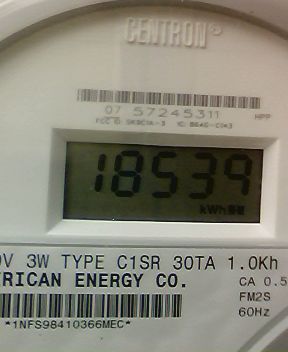 CENTRON®
07 57245311 HPP
18539
kWh
V 3W TYPE C1SR 30TA 1.0Kh
RICAN ENERGY CO. CA 0.5
FM2S
60Hz
*1NFS98410366MEC*